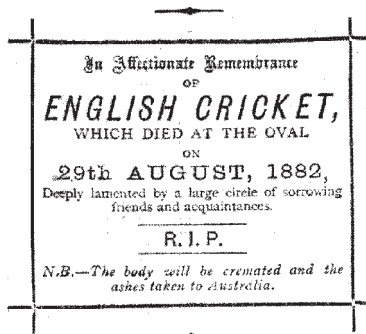 In Affectionate Remembrance
OF
ENGLISH CRICKET,
WHICH DIED AT THE OVAL
ON
29th AUGUST, 1882,
Deeply lamented by a large circle of sorrowing
friends and acquaintances.
R. I. P.
N.B.—The body will be cremated and the
ashes taken to Australia.